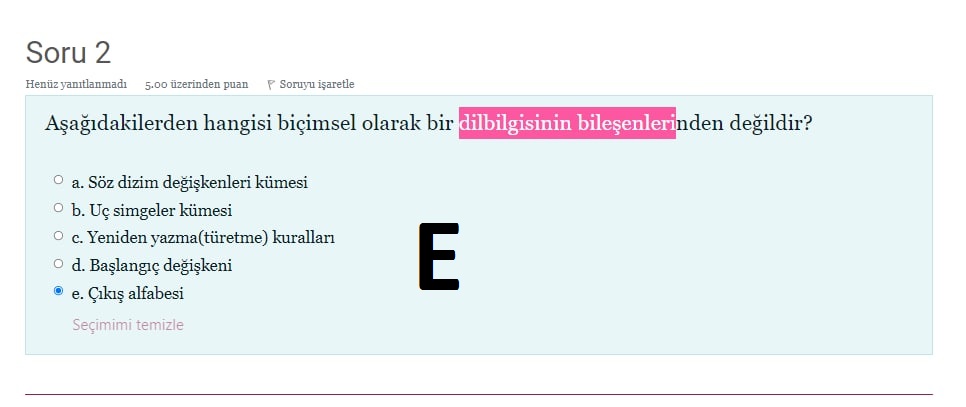 Soru 2
Henüz yanıtlanmadı 5.00 üzerinden puan Soruyu işaretle
Aşağıdakilerden hangisi biçimsel olarak bir dilbilgisinin bileşenlerinden değildir?
a. Söz dizim değişkenleri kümesi
b. Uç simgeler kümesi
c. Yeniden yazma(türetme) kuralları
d. Başlangıç değişkeni
E
e. Çıkış alfabesi
Seçimimi temizle